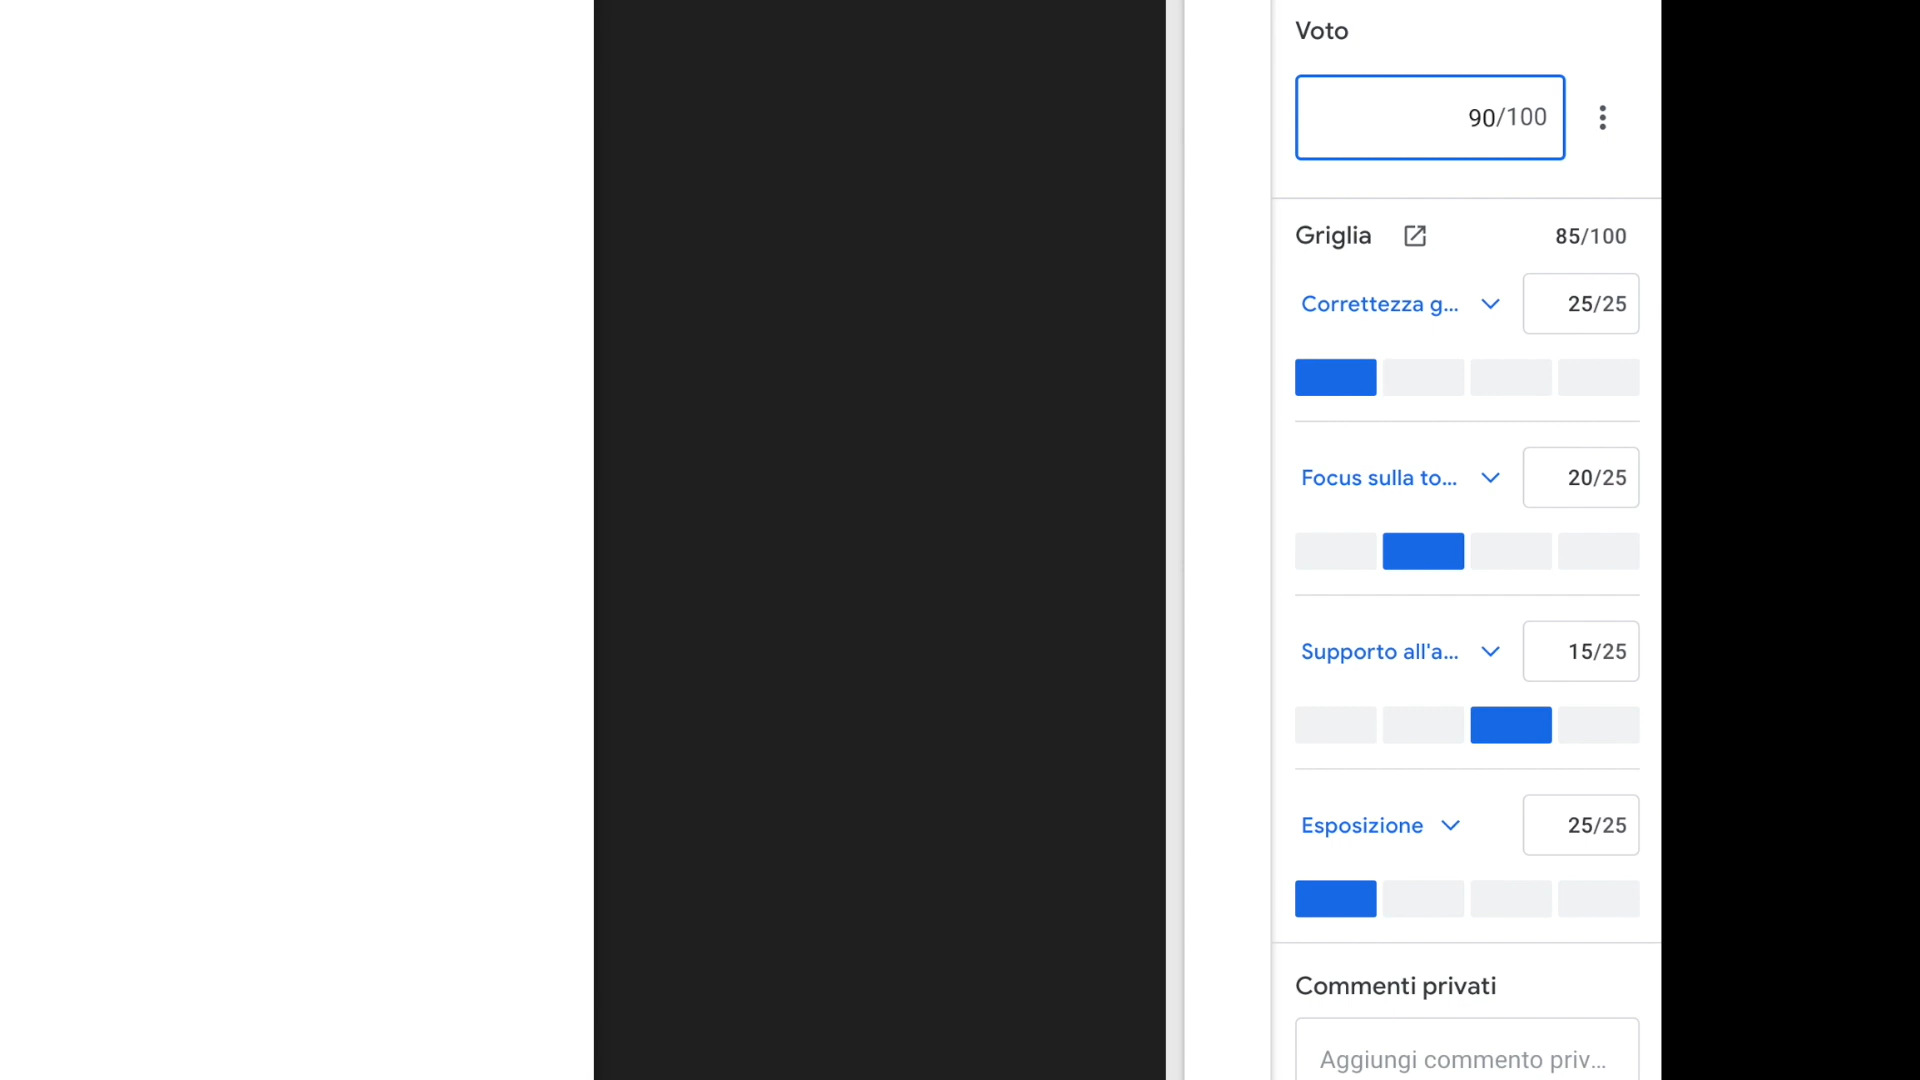 Voto
90/100
Griglia 85/100
Correttezza g... 25/25
Focus sulla to... 20/25
Supporto all'a... 15/25
Esposizione 25/25
Commenti privati
Aggiungi commento priv...